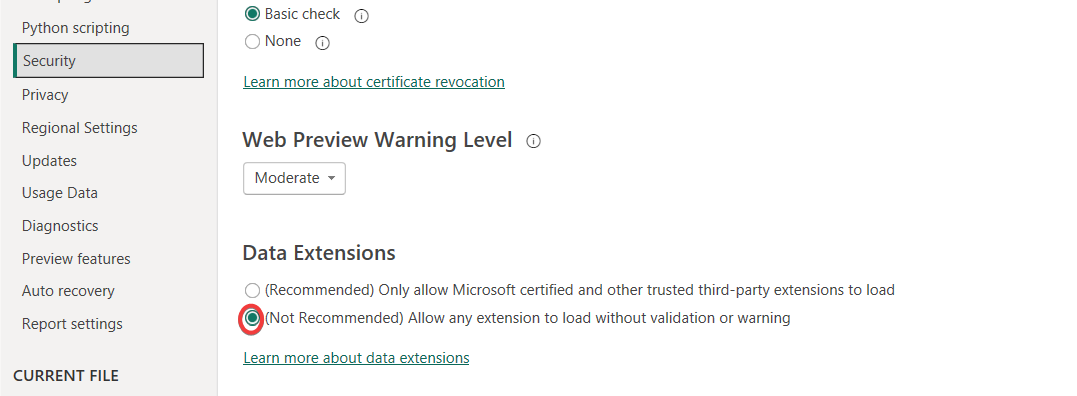 Python scripting
Security
Privacy
Regional Settings
Updates
Usage Data
Diagnostics
Preview features
Auto recovery
Report settings
CURRENT FILE
Basic check
None
Learn more about certificate revocation
Web Preview Warning Level
Moderate
Data Extensions
(Recommended) Only allow Microsoft certified and other trusted third-party extensions to load
(Not Recommended) Allow any extension to load without validation or warning
Learn more about data extensions